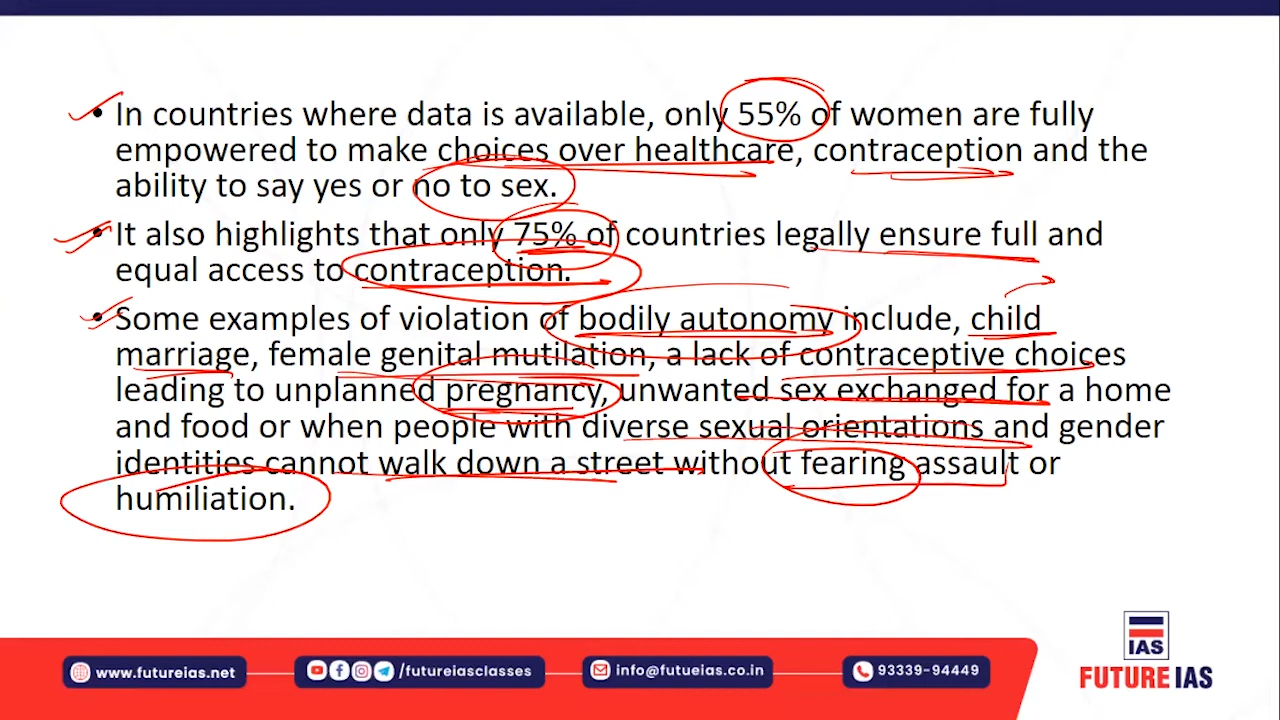 • In countries where data is available, only 55% of women are fully
empowered to make choices over healthcare, contraception and the
ability to say yes or no to sex.
• It also highlights that only 75% of countries legally ensure full and
equal access to contraception.
• Some examples of violation of bodily autonomy include, child
marriage, female genital mutilation, a lack of contraceptive choices
leading to unplanned pregnancy, unwanted sex exchanged for a home
and food or when people with diverse sexual orientations and gender
identities cannot walk down a street without fearing assault or
humiliation.
IAS
FUTURE IAS
www.futureias.net
/futureiasclasses
info@futueias.co.in
93339-94449